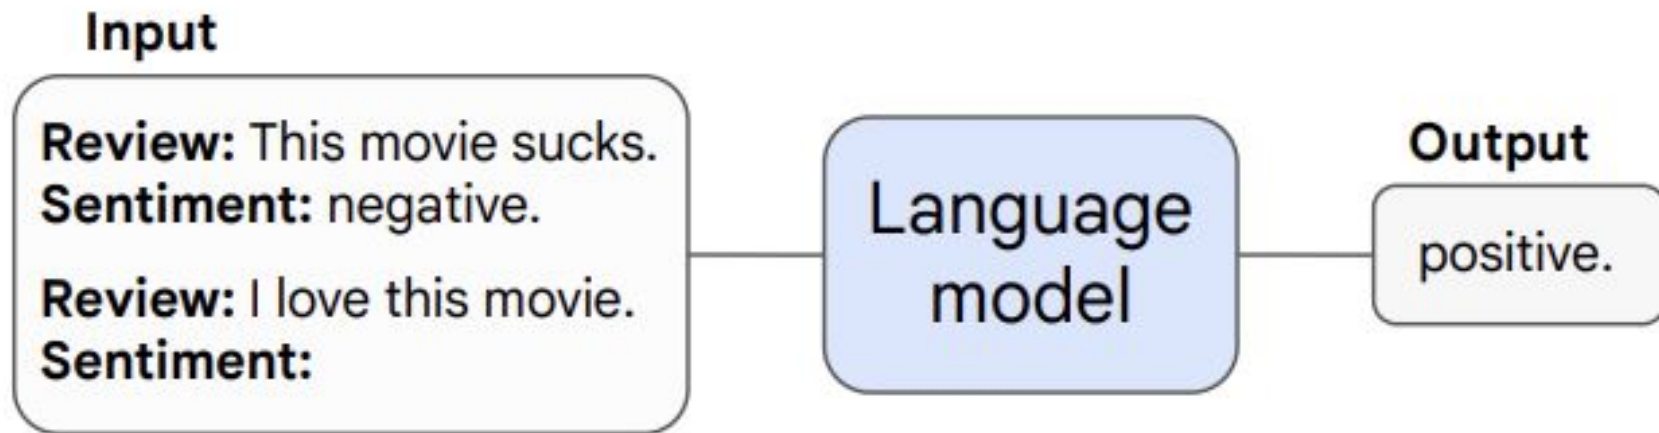 Input
Review: This movie sucks.
Sentiment: negative.
Review: I love this movie.
Sentiment:
Language
model
Output
positive.